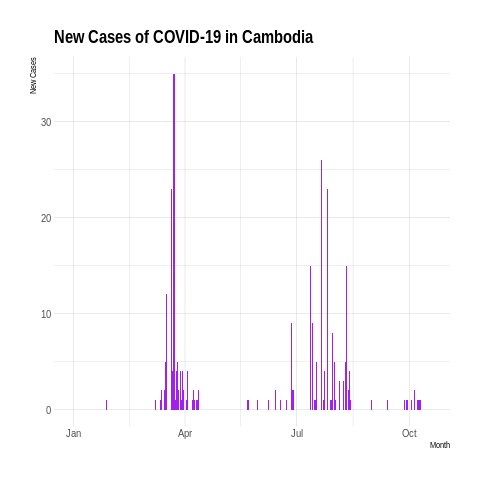 New Cases of COVID-19 in Cambodia
New Cases
30
20
10
0
Jan Apr Jul Oct
Month